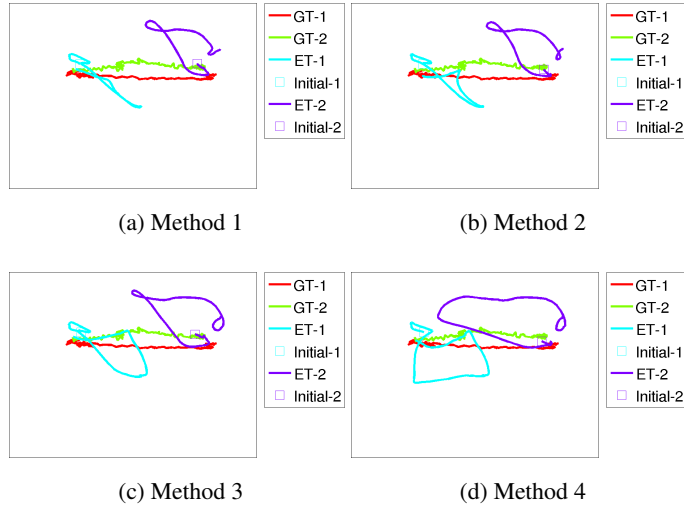 GT-1
GT-2
ET-1
Initial-1
ET-2
Initial-2
GT-1
GT-2
ET-1
Initial-1
ET-2
Initial-2
(a) Method 1
(b) Method 2
GT-1
GT-2
ET-1
Initial-1
ET-2
Initial-2
GT-1
GT-2
ET-1
Initial-1
ET-2
Initial-2
(c) Method 3
(d) Method 4